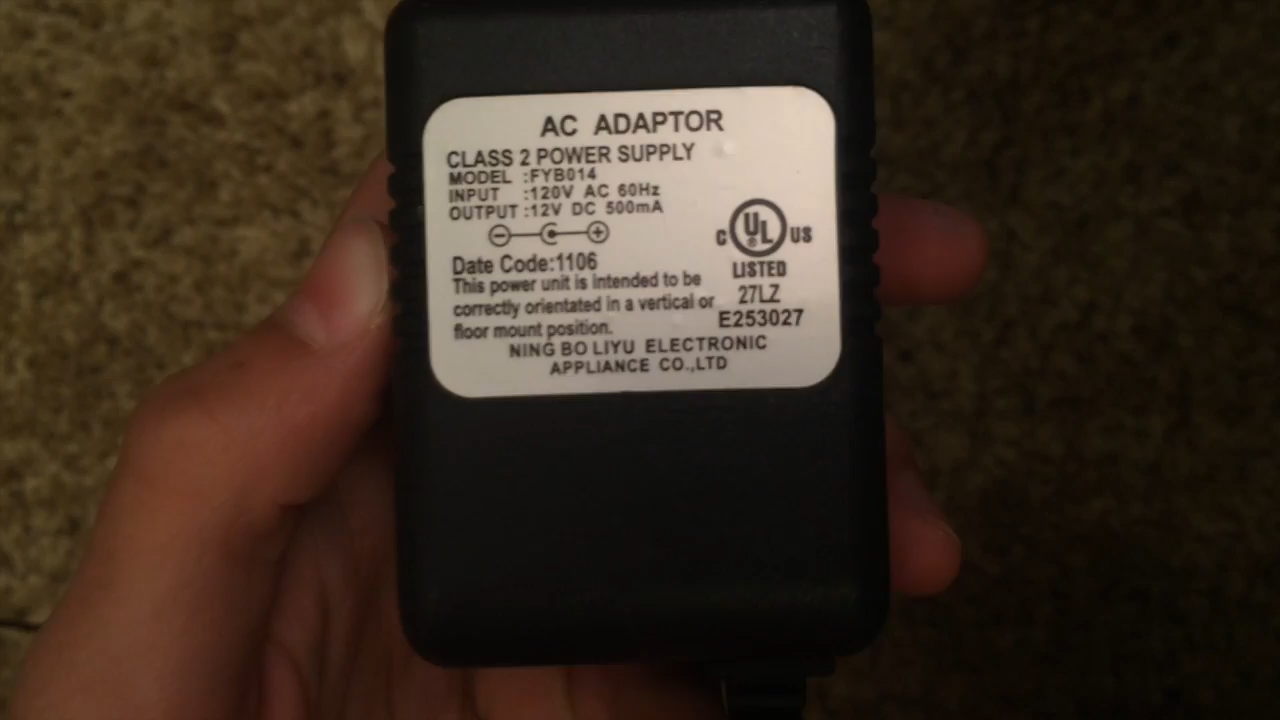 AC ADAPTOR
CLASS 2 POWER SUPPLY
MODEL :FYB014
INPUT :120V AC 60Hz
OUTPUT :12V DC 500mA
Date Code:1106
This power unit is intended to be
correctly orientated in a vertical or
floor mount position.
C UL ® US
LISTED
27LZ
E253027
NING BO LIYU ELECTRONIC
APPLIANCE CO.,LTD